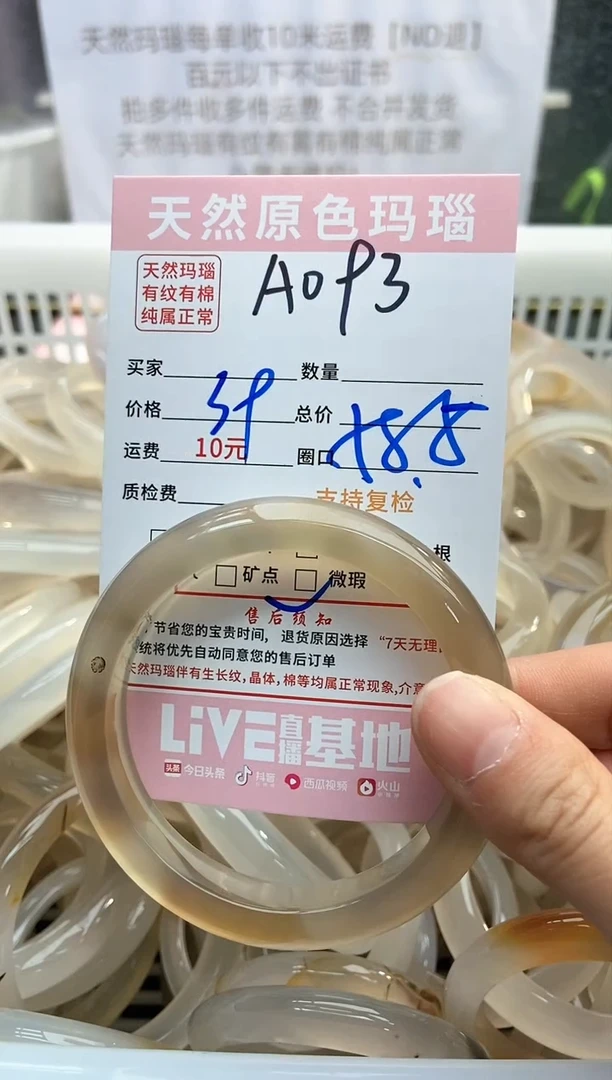 天然玛瑙每单收10米运费【NO退】
百元以下不出证书
拍多件收多件运费 不合并发货
天然玛瑙有纹有需有棉纯属正常
天然原色玛瑙
天然玛瑙
有纹有棉
纯属正常
A093
买家 数量
价格 39 总价
运费 10元 圈口 58.5
质检费 支持复检
根
矿点 微瑕
售后须知
节省您的宝贵时间, 退货原因选择 “7天无理
统将优先自动同意您的售后订单
天然玛瑙伴有生长纹,晶体,棉等均属正常现象,介意
LiVE直播基地
头条 今日头条 抖音 西瓜视频 火山